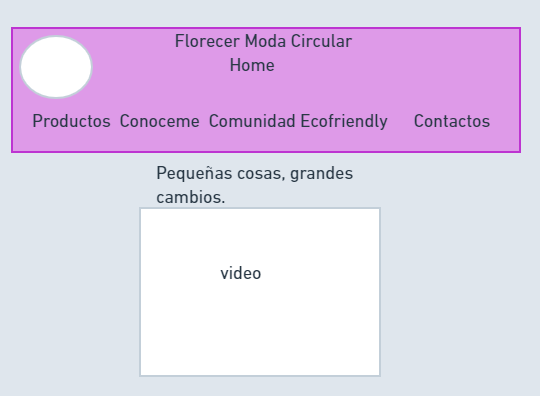 Florecer Moda Circular
Home
Productos Conoceme Comunidad Ecofriendly Contactos
Pequeñas cosas, grandes
cambios.
video